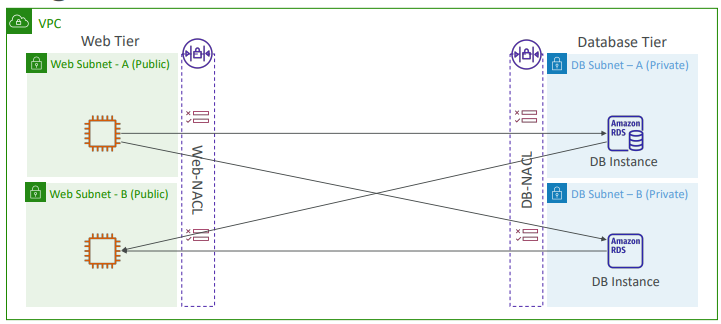 VPC
Web Tier
Database Tier
Web Subnet - A (Public)
DB Subnet – A (Private)
Amazon
RDS
DB Instance
Web-NACL
DB-NACL
Web Subnet - B (Public)
DB Subnet – B (Private)
Amazon
RDS
DB Instance